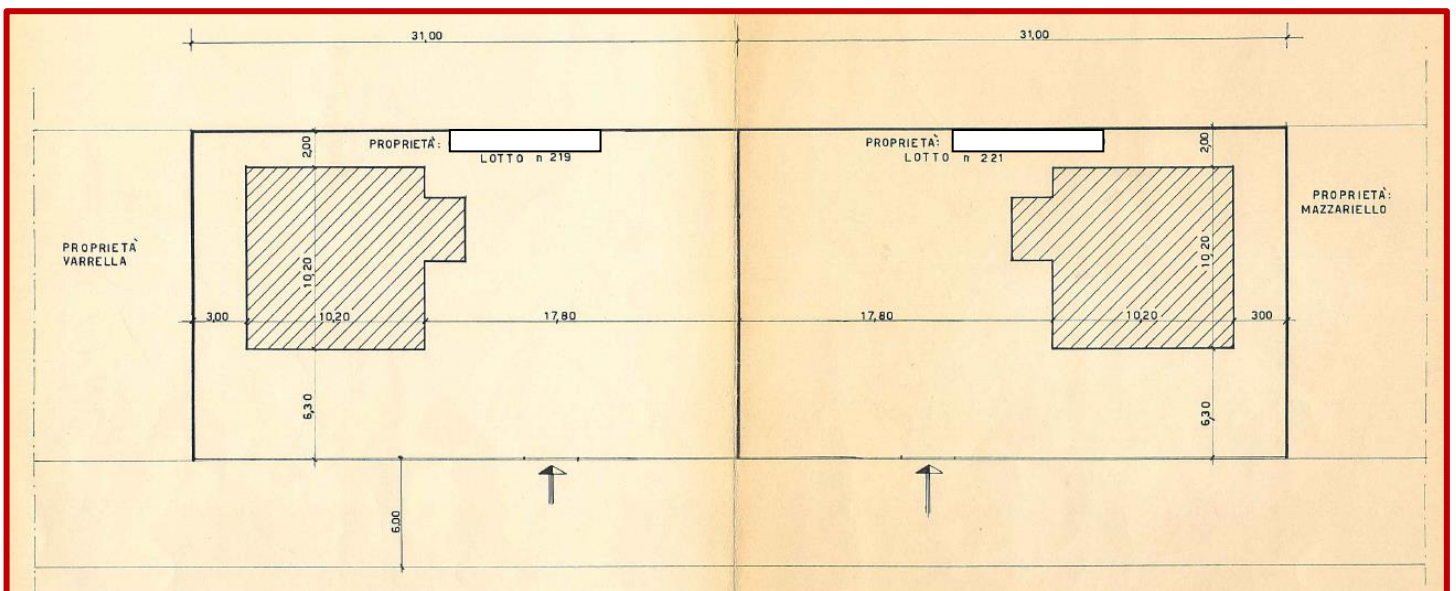 31,00
31,00
PROPRIETÀ:
LOTTO n 219
PROPRIETÀ:
LOTTO n 221
2,00
2,00
PROPRIETÀ:
MAZZARIELLO
PROPRIETÀ
VARRELLA
10,20
10,20
3,00
10,20
17,80
17,80
10,20
300
6,30
6,30
6,00